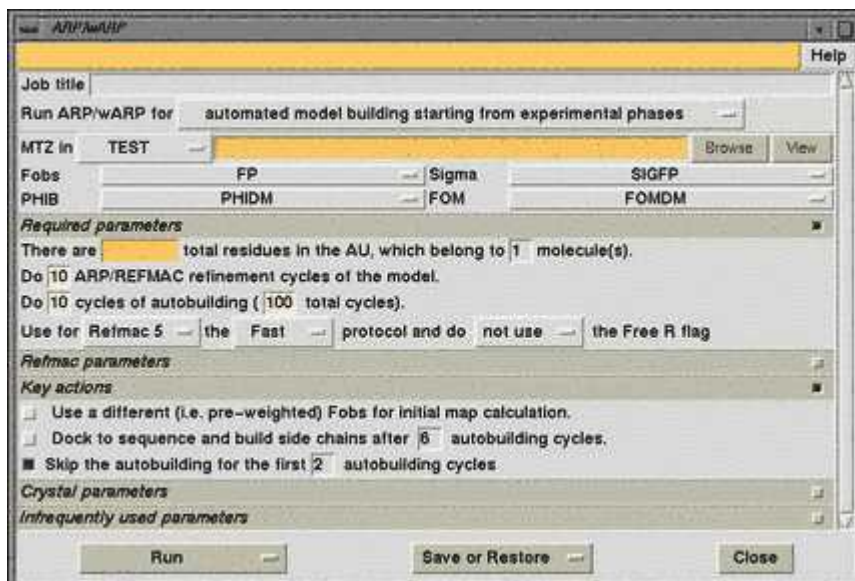 ARP/wARP
Help
Job title
Run ARP/wARP for automated model building starting from experimental phases
MTZ in TEST Browse View
Fobs FP Sigma SIGFP
PHIB PHIDM FOM FOMDM
Required parameters
There are total residues in the AU, which belong to 1 molecule(s).
Do 10 ARP/REFMAC refinement cycles of the model.
Do 10 cycles of autobuilding ( 100 total cycles).
Use for Refmac 5 the Fast protocol and do not use the Free R flag
Refmac parameters
Key actions
Use a different (i.e. pre-weighted) Fobs for initial map calculation.
Dock to sequence and build side chains after 6 autobuilding cycles.
Skip the autobuilding for the first 2 autobuilding cycles
Crystal parameters
Infrequently used parameters
Run Save or Restore Close